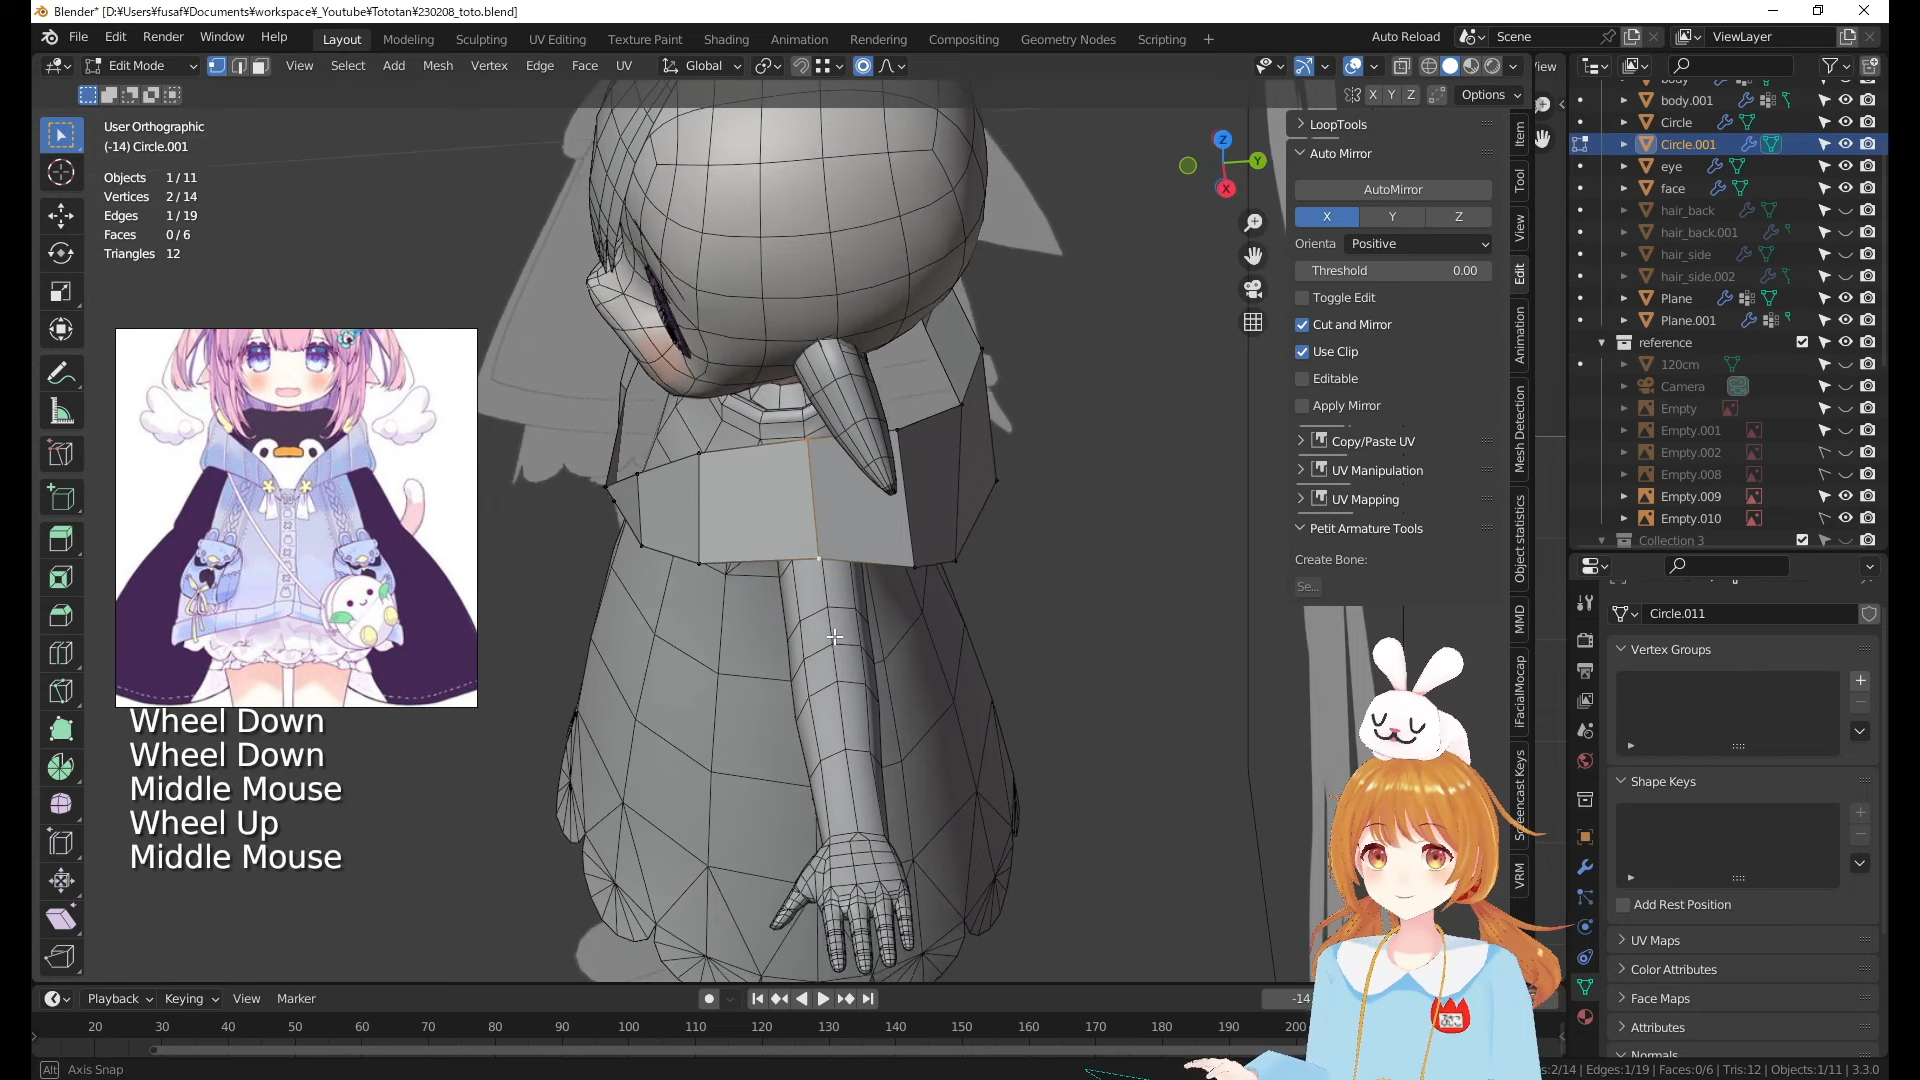 Blender* [D:¥Users¥fusaf¥Documents¥workspace¥_Youtube¥Tototan¥230208_toto.blend]
File Edit Render Window Help Layout Modeling Sculpting UV Editing Texture Paint Shading Animation Rendering Compositing Geometry Nodes Scripting + Auto Reload Scene ViewLayer
Edit Mode View Select Add Mesh Vertex Edge Face UV Global
X Y Z Options
User Orthographic
(-14) Circle.001
Objects 1 / 11
Vertices 2 / 14
Edges 1 / 19
Faces 0 / 6
Triangles 12
Z
Y
X
LoopTools
Auto Mirror
AutoMirror
X Y Z
Orienta Positive
Threshold 0.00
Toggle Edit
Cut and Mirror
Use Clip
Editable
Apply Mirror
Copy/Paste UV
UV Manipulation
UV Mapping
Petit Armature Tools
Create Bone:
Se...
Item
Tool
View
Edit
Animation
Mesh Detection
Object statistics
MMD
iFacialMocap
Screencast Keys
VRM
iew
body
body.001
Circle
Circle.001
eye
face
hair_back
hair_back.001
hair_side
hair_side.002
Plane
Plane.001
reference
120cm
Camera
Empty
Empty.001
Empty.002
Empty.008
Empty.009
Empty.010
Collection 3
Circle.011
Vertex Groups
Shape Keys
Add Rest Position
UV Maps
Color Attributes
Face Maps
Attributes
Normals
Wheel Down
Wheel Down
Middle Mouse
Wheel Up
Middle Mouse
Playback Keying View Marker -14
20 30 40 50 60 70 80 90 100 110 120 130 140 150 160 170 180 190 200
Alt Axis Snap
s:2/14 | Edges:1/19 | Faces:0/6 | Tris:12 | Objects:1/11 | 3.3.0